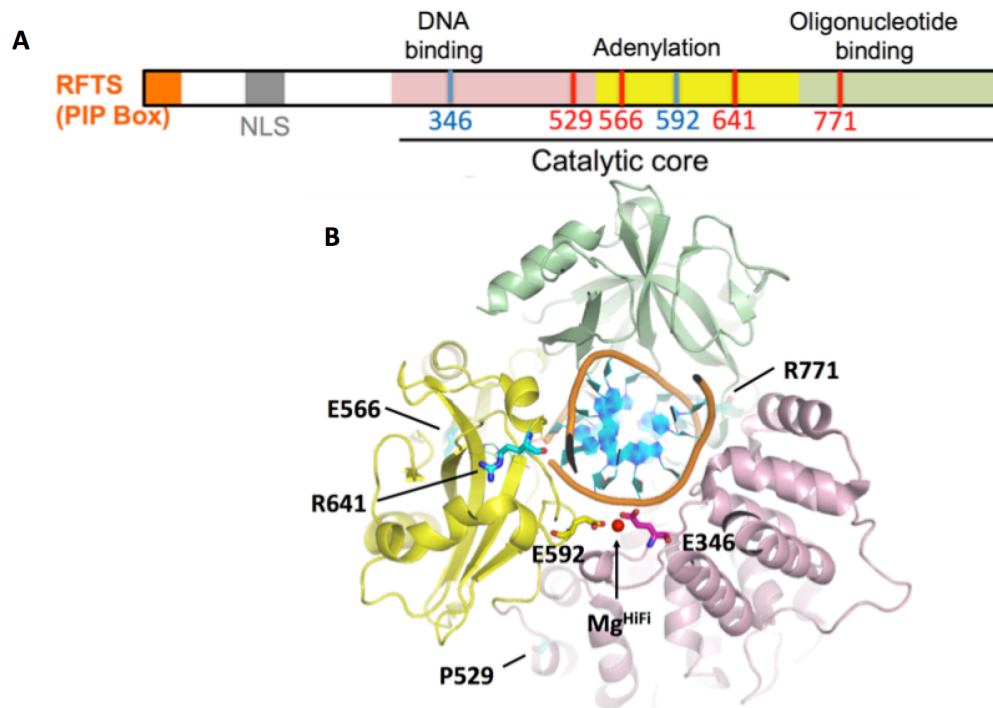 A
DNA
binding
Adenylation
Oligonucleotide
binding
RFTS
(PIP Box)
NLS
346
529
566
592
641
771
Catalytic core
B
R771
E566
R641
E592
E346
Mg^HiFi
P529